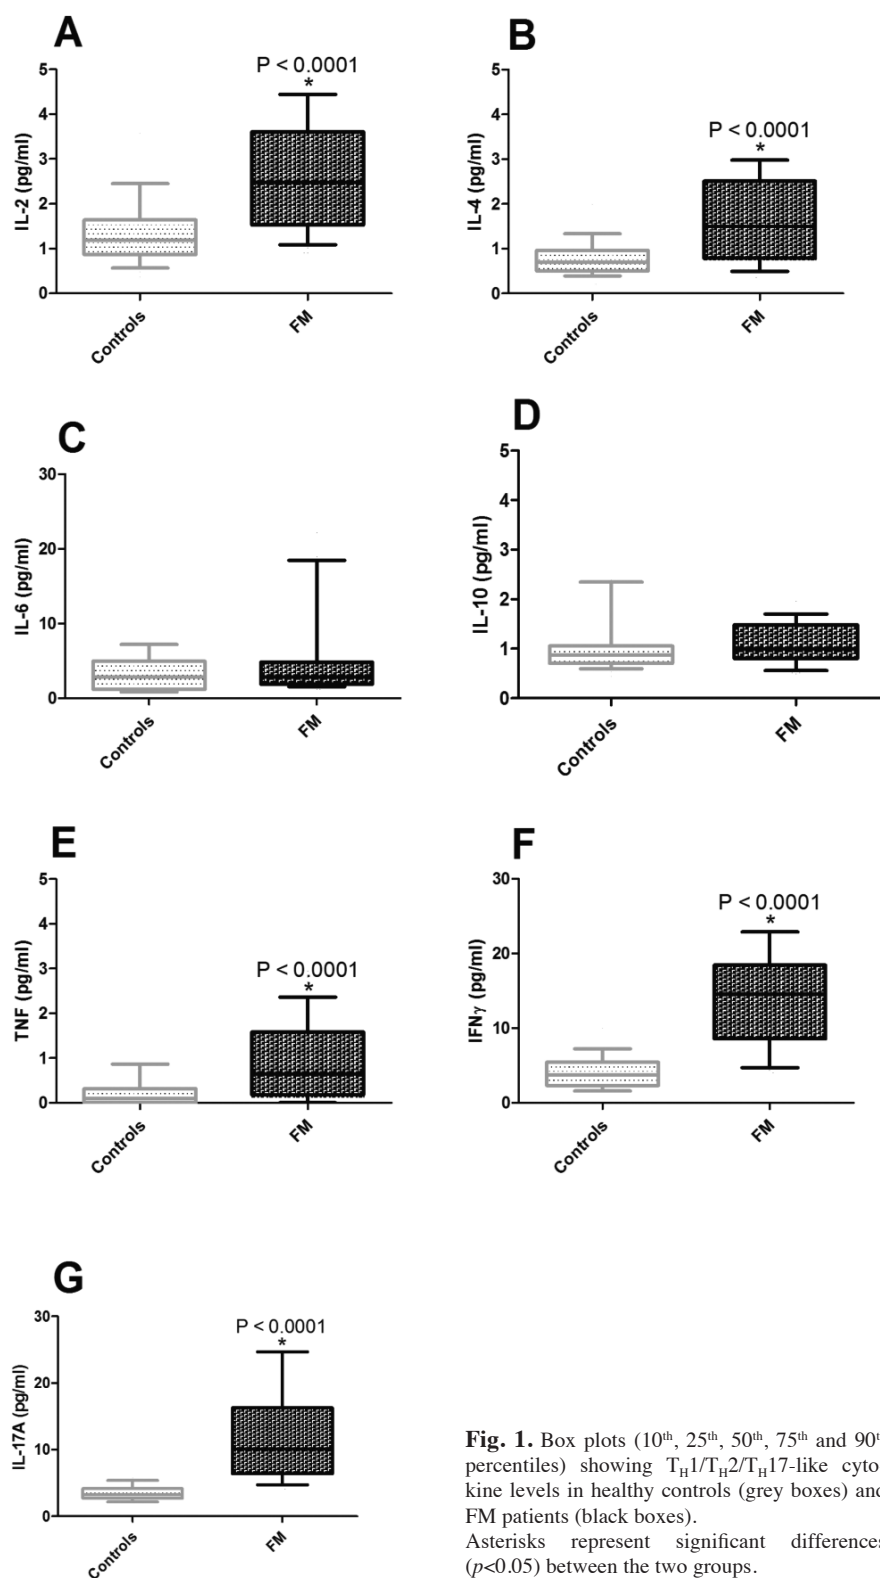 A
P < 0.0001
*
IL-2 (pg/ml)
5
4
3
2
1
0
Controls
FM
B
P < 0.0001
*
IL-4 (pg/ml)
5
4
3
2
1
0
Controls
FM
C
IL-6 (pg/ml)
30
20
10
0
Controls
FM
D
IL-10 (pg/ml)
5
4
3
2
1
0
Controls
FM
E
P < 0.0001
*
TNF (pg/ml)
5
4
3
2
1
0
Controls
FM
F
P < 0.0001
*
IFNγ (pg/ml)
30
20
10
0
Controls
FM
G
P < 0.0001
*
IL-17A (pg/ml)
30
20
10
0
Controls
FM
Fig. 1. Box plots (10th, 25th, 50th, 75th and 90t
percentiles) showing TH1/TH2/TH17-like cyto
kine levels in healthy controls (grey boxes) and
FM patients (black boxes).
Asterisks represent significant differences
(p<0.05) between the two groups.